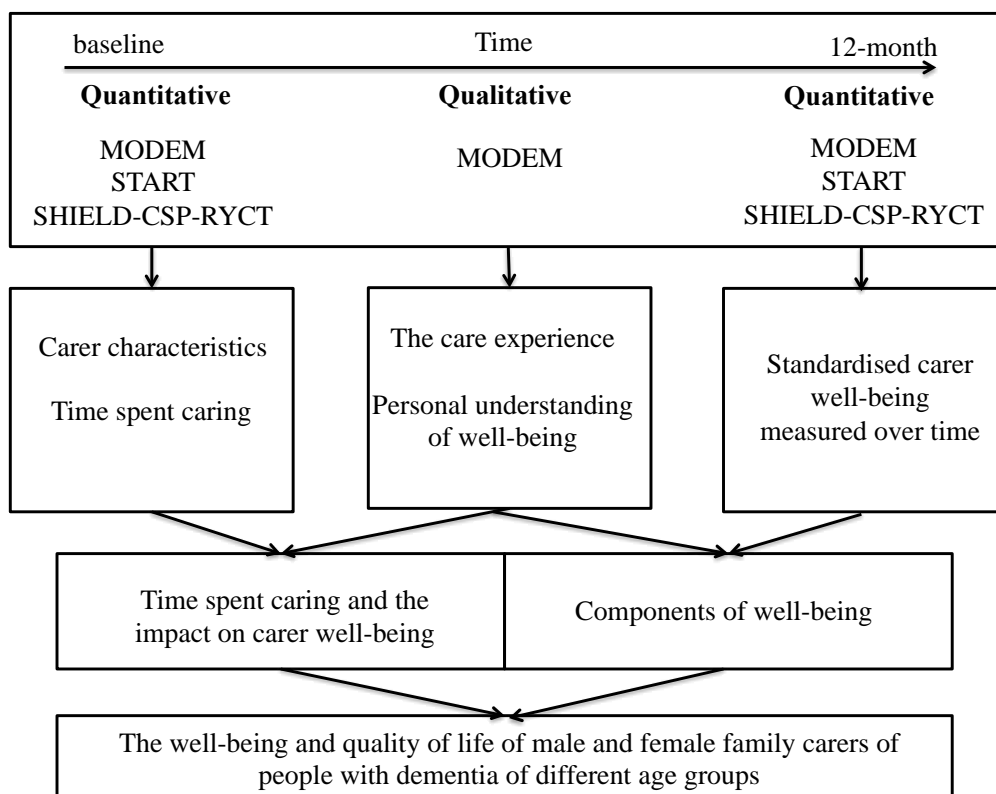 baseline Time 12-month
Quantitative Qualitative Quantitative
MODEM
START
SHIELD-CSP-RYCT
MODEM
MODEM
START
SHIELD-CSP-RYCT
Carer characteristics
Time spent caring
The care experience
Personal understanding
of well-being
Standardised carer
well-being
measured over time
Time spent caring and the
impact on carer well-being
Components of well-being
The well-being and quality of life of male and female family carers of
people with dementia of different age groups